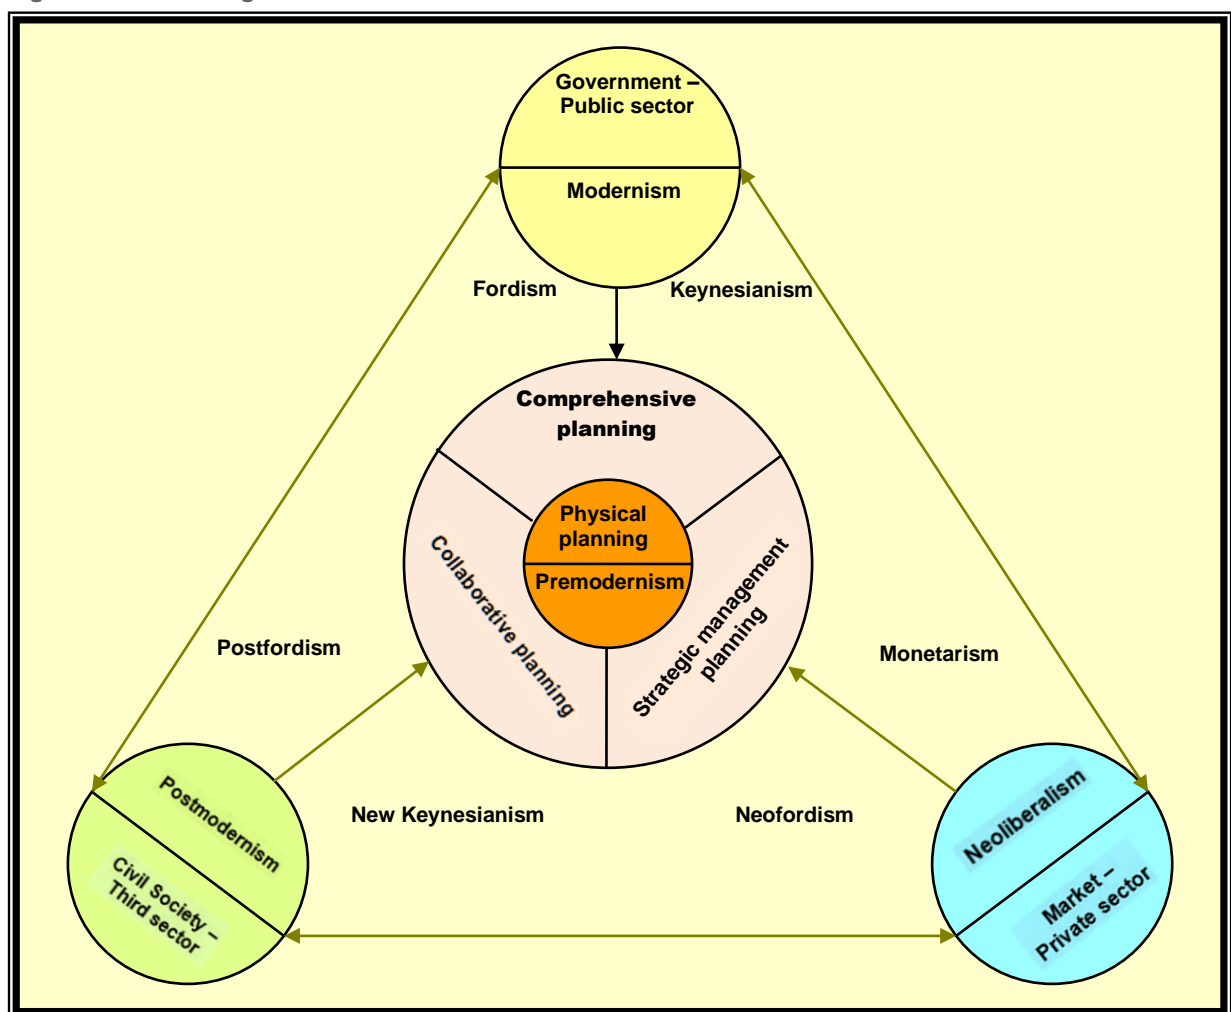 Government –
Public sector
Modernism
Fordism
Keynesianism
Comprehensive
planning
Physical
planning
Premodernism
Collaborative planning
Strategic management
planning
Postfordism
Monetarism
Postmodernism
Civil Society –
Third sector
New Keynesianism
Neofordism
Neoliberalism
Market –
Private sector